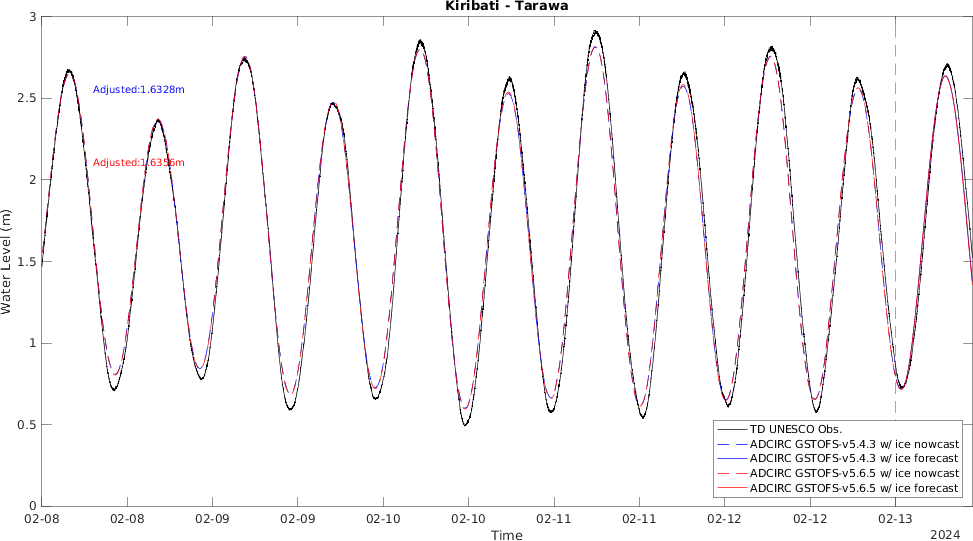 Kiribati - Tarawa
3
2.5
2
1.5
1
0.5
0
Water Level (m)
Adjusted:1.6328m
Adjusted:1.6356m
TD UNESCO Obs.
ADCIRC GSTOFS-v5.4.3 w/ ice nowcast
ADCIRC GSTOFS-v5.4.3 w/ ice forecast
ADCIRC GSTOFS-v5.6.5 w/ ice nowcast
ADCIRC GSTOFS-v5.6.5 w/ ice forecast
02-08 02-08 02-09 02-09 02-10 02-10 02-11 02-11 02-12 02-12 02-13
Time
2024